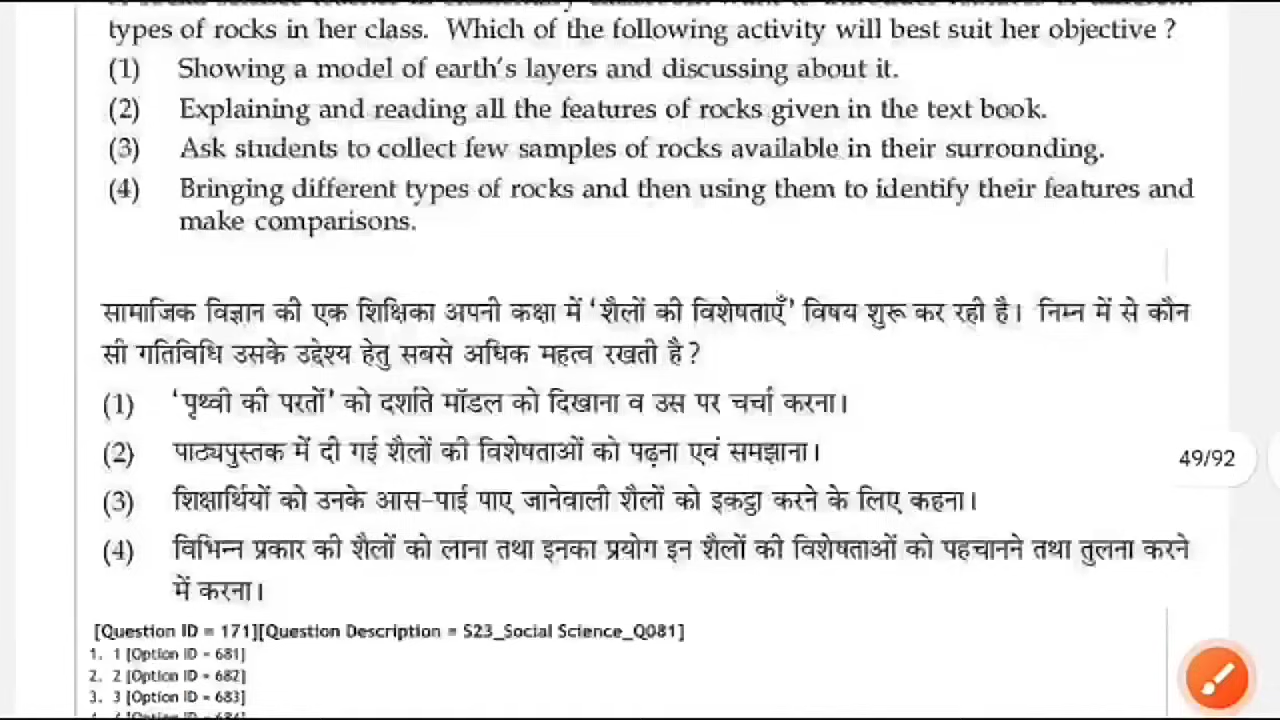 types of rocks in her class. Which of the following activity will best suit her objective ?
(1) Showing a model of earth's layers and discussing about it.
(2) Explaining and reading all the features of rocks given in the text book.
(3) Ask students to collect few samples of rocks available in their surrounding.
(4) Bringing different types of rocks and then using them to identify their features and
make comparisons.
सामाजिक विज्ञान की एक शिक्षिका अपनी कक्षा में 'शैलों की विशेषताएँ' विषय शुरू कर रही है। निम्न में से कौन
सी गतिविधि उसके उद्देश्य हेतु सबसे अधिक महत्व रखती है ?
(1) 'पृथ्वी की परतों' को दर्शाते मॉडल को दिखाना व उस पर चर्चा करना।
(2) पाठ्यपुस्तक में दी गई शैलों की विशेषताओं को पढ़ना एवं समझाना।
49/92
(3) शिक्षार्थियों को उनके आस-पाई पाए जानेवाली शैलों को इकट्ठा करने के लिए कहना।
(4) विभिन्न प्रकार की शैलों को लाना तथा इनका प्रयोग इन शैलों की विशेषताओं को पहचानने तथा तुलना करने
में करना।
[Question ID = 171][Question Description = S23_Social Science_Q081]
1. 1 [Option ID = 681]
2. 2 [Option ID = 682]
3. 3 [Option ID = 683]